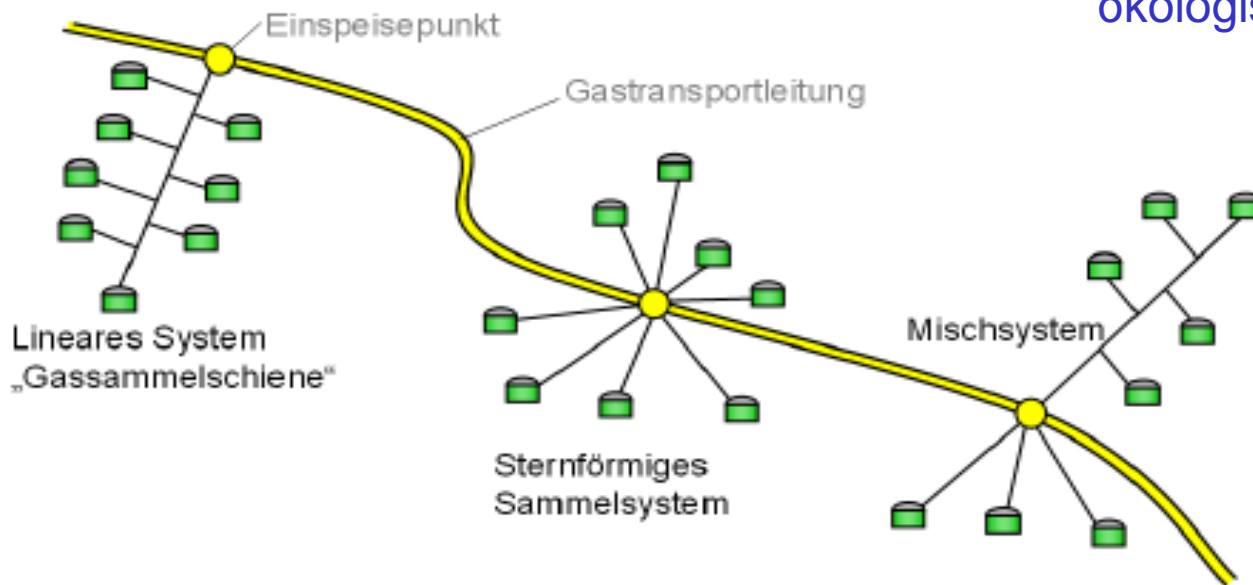 Einspeisepunkt
Gastransportleitung
Lineares System
„Gassammelschiene“
Sternförmiges
Sammelsystem
Mischsystem